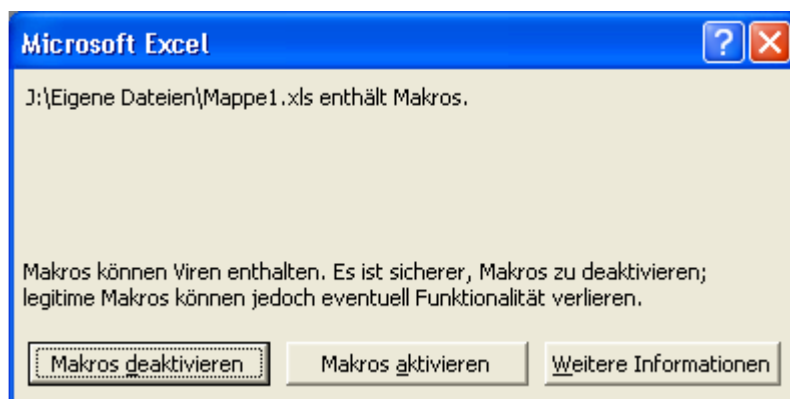 Microsoft Excel
J:\Eigene Dateien\Mappe1.xls enthält Makros.
Makros können Viren enthalten. Es ist sicherer, Makros zu deaktivieren;
legitime Makros können jedoch eventuell Funktionalität verlieren.
Makros deaktivieren Makros aktivieren Weitere Informationen